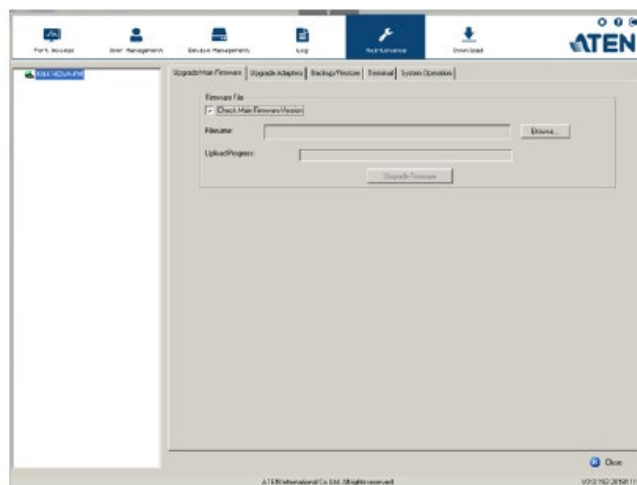 Port Access
User Management
Device Management
Log
Maintenance
Download
ATEN
Upgrade Main Firmware
Upgrade Adapters
Backup/Restore
Terminal
System Operation
Firmware File
Check Main Firmware Version
Filename:
Browse...
Upload Progress:
Upgrade Firmware
Close
ATEN International Co. Ltd. All rights reserved.